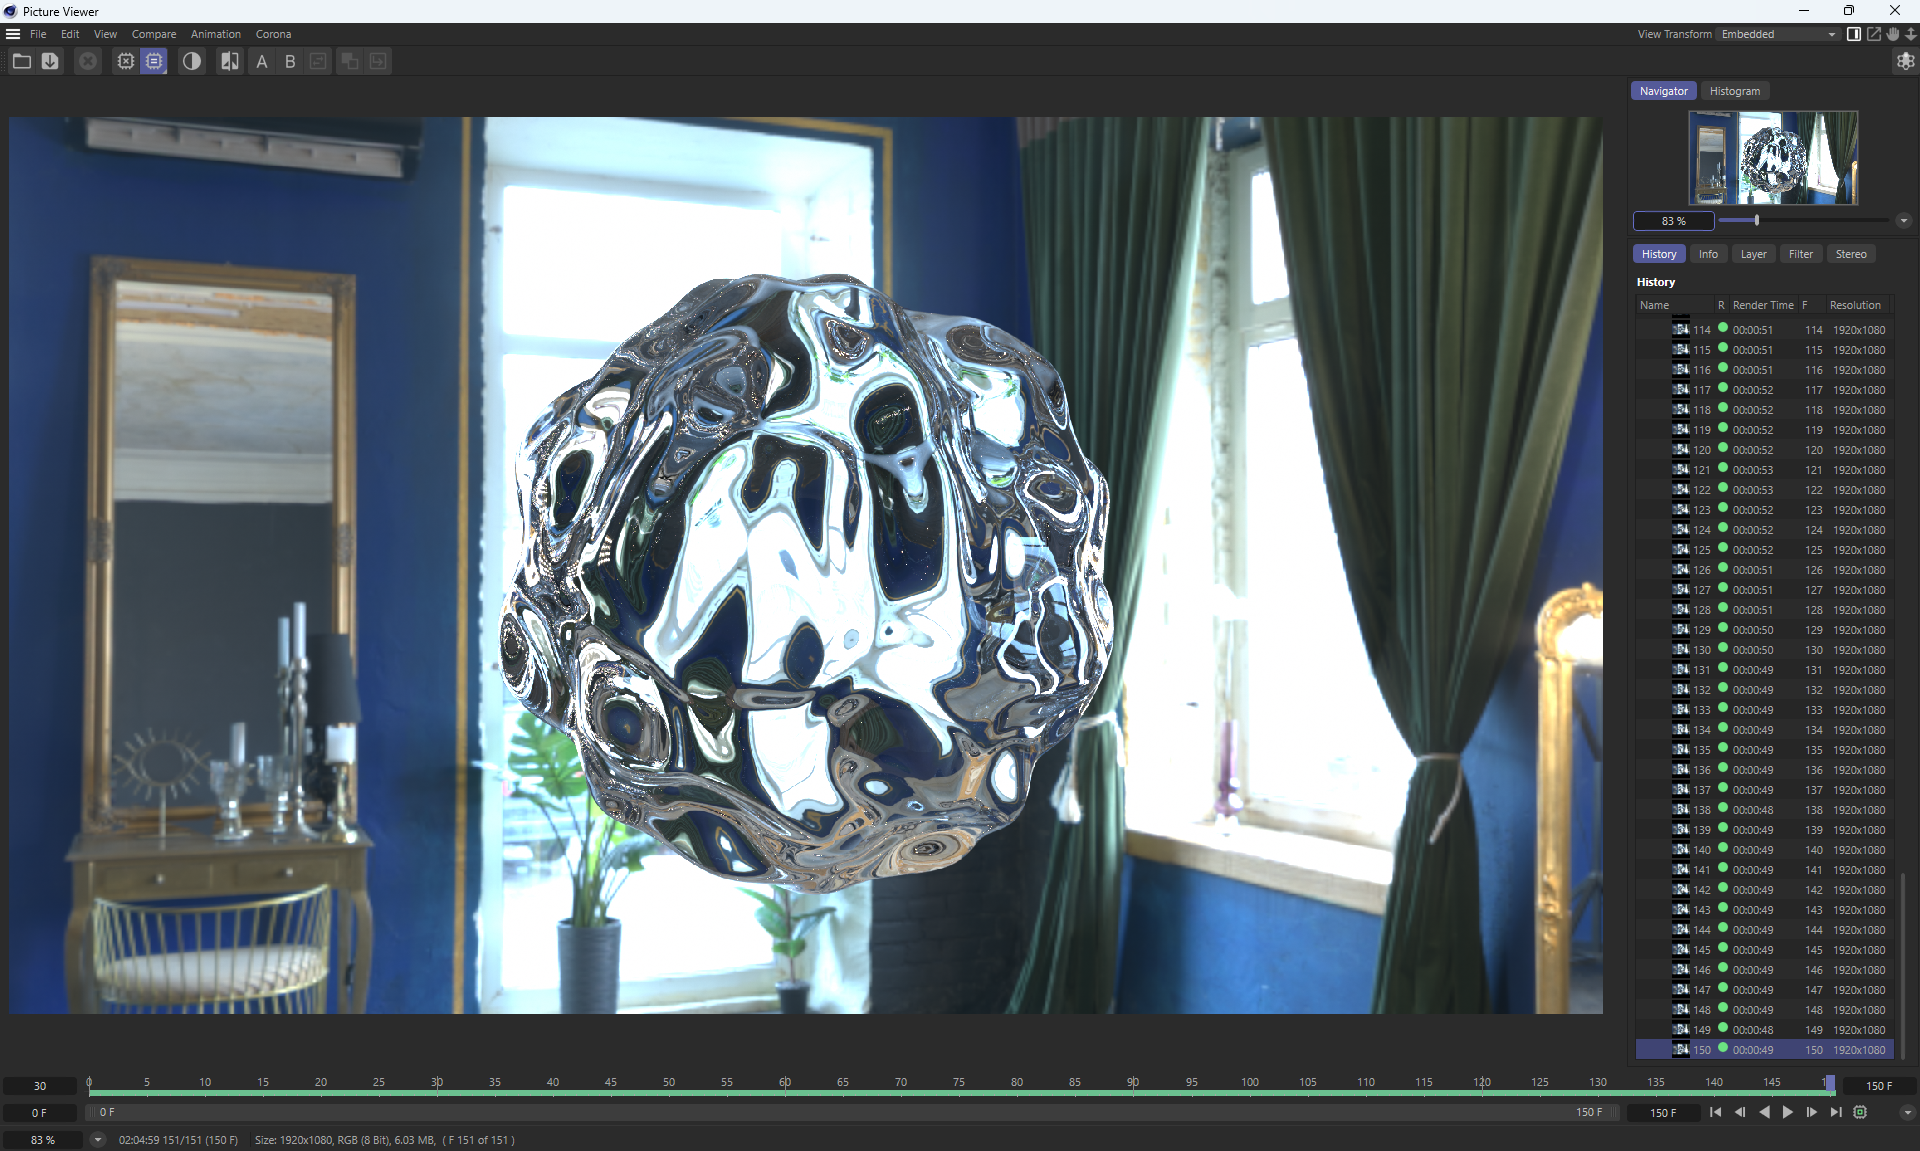 Picture Viewer
File Edit View Compare Animation Corona
View Transform Embedded
A B
Navigator Histogram
83 %
History Info Layer Filter Stereo
History
Name R Render Time F Resolution
114 00:00:51 114 1920x1080
115 00:00:51 115 1920x1080
116 00:00:51 116 1920x1080
117 00:00:52 117 1920x1080
118 00:00:52 118 1920x1080
119 00:00:52 119 1920x1080
120 00:00:52 120 1920x1080
121 00:00:53 121 1920x1080
122 00:00:53 122 1920x1080
123 00:00:52 123 1920x1080
124 00:00:52 124 1920x1080
125 00:00:52 125 1920x1080
126 00:00:51 126 1920x1080
127 00:00:51 127 1920x1080
128 00:00:51 128 1920x1080
129 00:00:50 129 1920x1080
130 00:00:50 130 1920x1080
131 00:00:49 131 1920x1080
132 00:00:49 132 1920x1080
133 00:00:49 133 1920x1080
134 00:00:49 134 1920x1080
135 00:00:49 135 1920x1080
136 00:00:49 136 1920x1080
137 00:00:49 137 1920x1080
138 00:00:48 138 1920x1080
139 00:00:49 139 1920x1080
140 00:00:49 140 1920x1080
141 00:00:49 141 1920x1080
142 00:00:49 142 1920x1080
143 00:00:49 143 1920x1080
144 00:00:49 144 1920x1080
145 00:00:49 145 1920x1080
146 00:00:49 146 1920x1080
147 00:00:49 147 1920x1080
148 00:00:49 148 1920x1080
149 00:00:48 149 1920x1080
150 00:00:49 150 1920x1080
30 0 5 10 15 20 25 30 35 40 45 50 55 60 65 70 75 80 85 90 95 100 105 110 115 120 125 130 135 140 145 150 F
0 F 0 F 150 F 150 F
83 % 02:04:59 151/151 (150 F) Size: 1920x1080, RGB (8 Bit), 6.03 MB, ( F 151 of 151 )